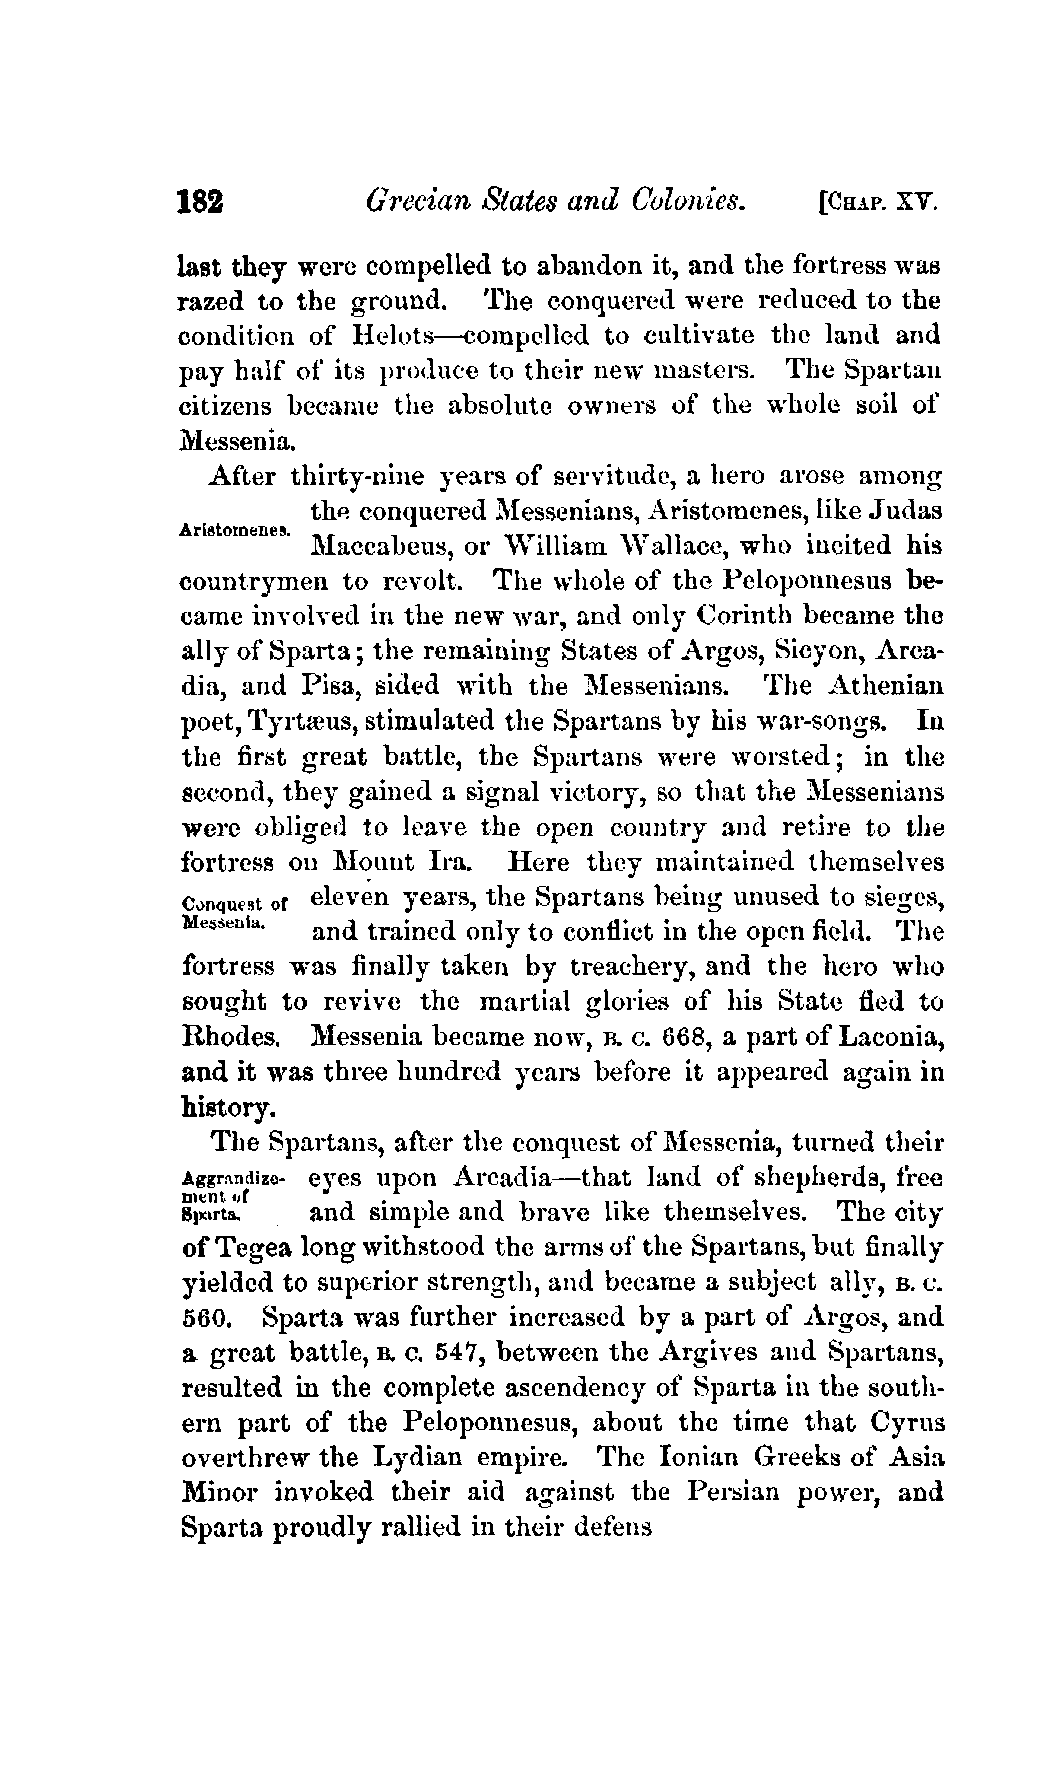 182 Grecian States and Colonies. [CHAP. XV.
last they were compelled to abandon it, and the fortress was
razed to the ground. The conquered were reduced to the
condition of Helots—compelled to cultivate the land and
pay half of its produce to their new masters. The Spartan
citizens became the absolute owners of the whole soil of
Messenia.
After thirty-nine years of servitude, a hero arose among
the conquered Messenians, Aristomenes, like Judas
Aristomenes.
Maccabeus, or William Wallace, who incited his
countrymen to revolt. The whole of the Peloponnesus be-
came involved in the new war, and only Corinth became the
ally of Sparta; the remaining States of Argos, Sicyon, Arca-
dia, and Pisa, sided with the Messenians. The Athenian
poet, Tyrtæus, stimulated the Spartans by his war-songs. In
the first great battle, the Spartans were worsted; in the
second, they gained a signal victory, so that the Messenians
were obliged to leave the open country and retire to the
fortress on Mount Ira. Here they maintained themselves
Conquest of eleven years, the Spartans being unused to sieges,
Messenia. and trained only to conflict in the open field. The
fortress was finally taken by treachery, and the hero who
sought to revive the martial glories of his State fled to
Rhodes. Messenia became now, B. C. 668, a part of Laconia,
and it was three hundred years before it appeared again in
history.
The Spartans, after the conquest of Messenia, turned their
Aggrandize- eyes upon Arcadia—that land of shepherds, free
ment of
Sparta. and simple and brave like themselves. The city
of Tegea long withstood the arms of the Spartans, but finally
yielded to superior strength, and became a subject ally, B. C.
560. Sparta was further increased by a part of Argos, and
a great battle, B. C. 547, between the Argives and Spartans,
resulted in the complete ascendency of Sparta in the south-
ern part of the Peloponnesus, about the time that Cyrus
overthrew the Lydian empire. The Ionian Greeks of Asia
Minor invoked their aid against the Persian power, and
Sparta proudly rallied in their defens